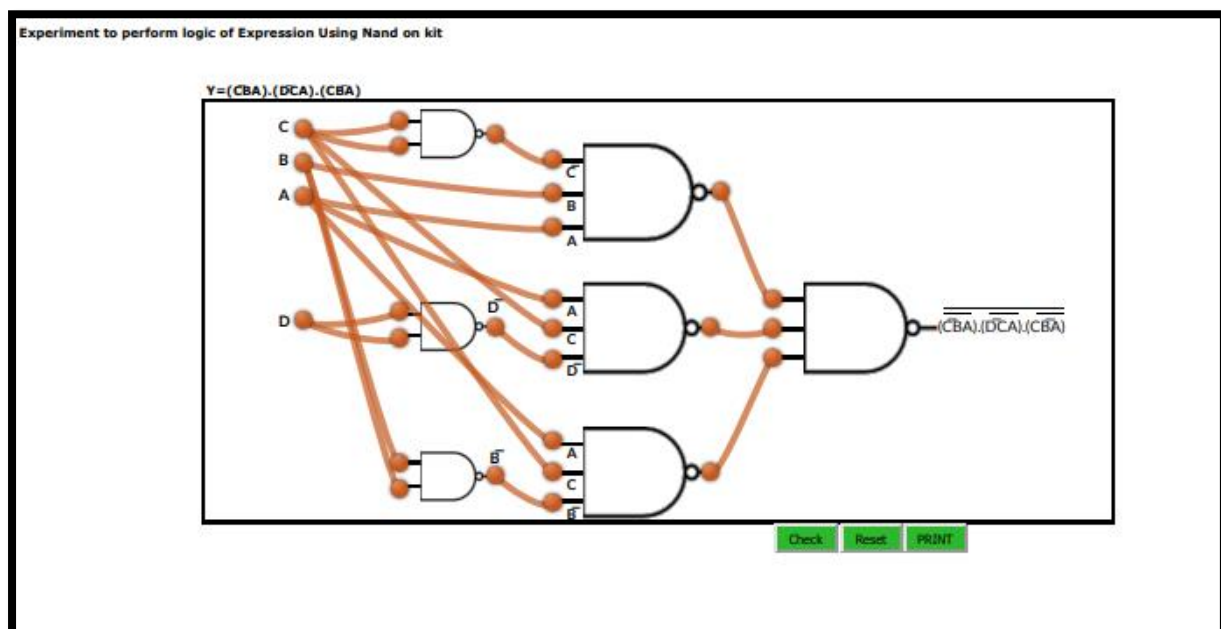 Experiment to perform logic of Expression Using Nand on kit
Y=(C̅BA).(D̅CA).(CB̅A)
C
B
A
D
C̅
B
A
D̅
A
C
D̅
(C̅BA).(D̅CA).(CB̅A)
B̅
A
C
B̅
Check Reset PRINT